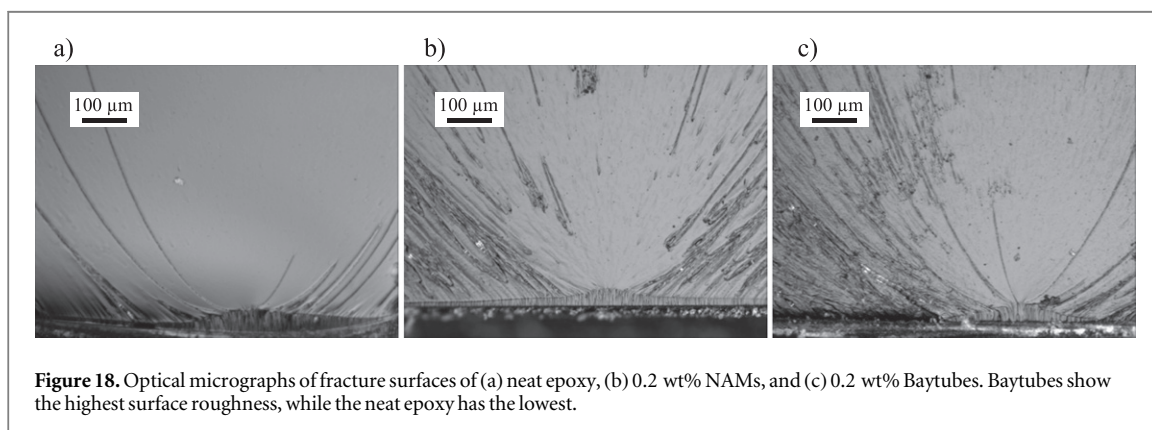 a) b) c)
100 µm 100 µm 100 µm
Figure 18. Optical micrographs of fracture surfaces of (a) neat epoxy, (b) 0.2 wt% NAMs, and (c) 0.2 wt% Baytubes. Baytubes show
the highest surface roughness, while the neat epoxy has the lowest.